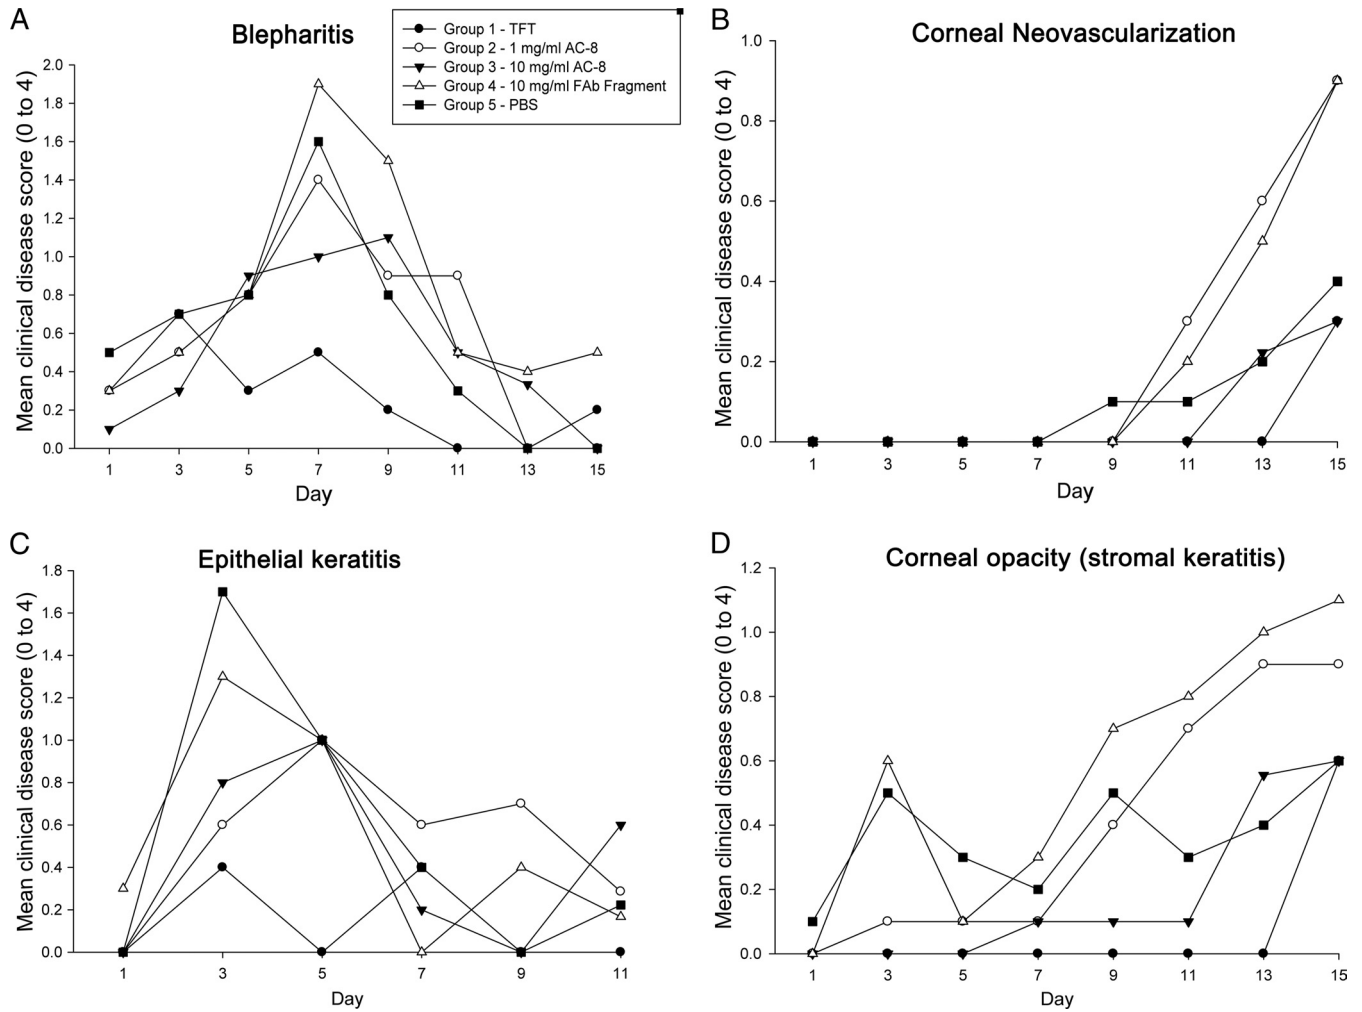 A
Blepharitis
Group 1 - TFT
Group 2 - 1 mg/ml AC-8
Group 3 - 10 mg/ml AC-8
Group 4 - 10 mg/ml FAb Fragment
Group 5 - PBS
Mean clinical disease score (0 to 4)
2.0
1.8
1.6
1.4
1.2
1.0
0.8
0.6
0.4
0.2
0.0
1 3 5 7 9 11 13 15
Day
B
Corneal Neovascularization
Mean clinical disease score (0 to 4)
1.0
0.8
0.6
0.4
0.2
0.0
1 3 5 7 9 11 13 15
Day
C
Epithelial keratitis
Mean clinical disease score (0 to 4)
1.8
1.6
1.4
1.2
1.0
0.8
0.6
0.4
0.2
0.0
1 3 5 7 9 11
Day
D
Corneal opacity (stromal keratitis)
Mean clinical disease score (0 to 4)
1.2
1.0
0.8
0.6
0.4
0.2
0.0
1 3 5 7 9 11 13 15
Day